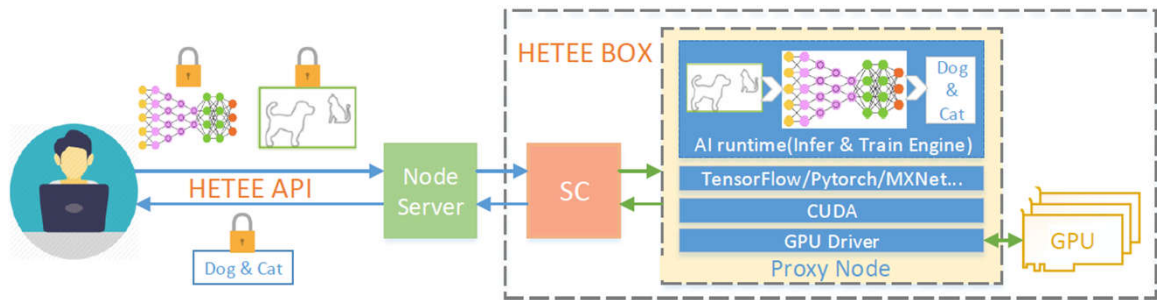 HETEE BOX
Dog
&
Cat
AI runtime(Infer & Train Engine)
HETEE API
Node
Server
SC
TensorFlow/Pytorch/MXNet...
CUDA
GPU Driver
GPU
Proxy Node
Dog & Cat